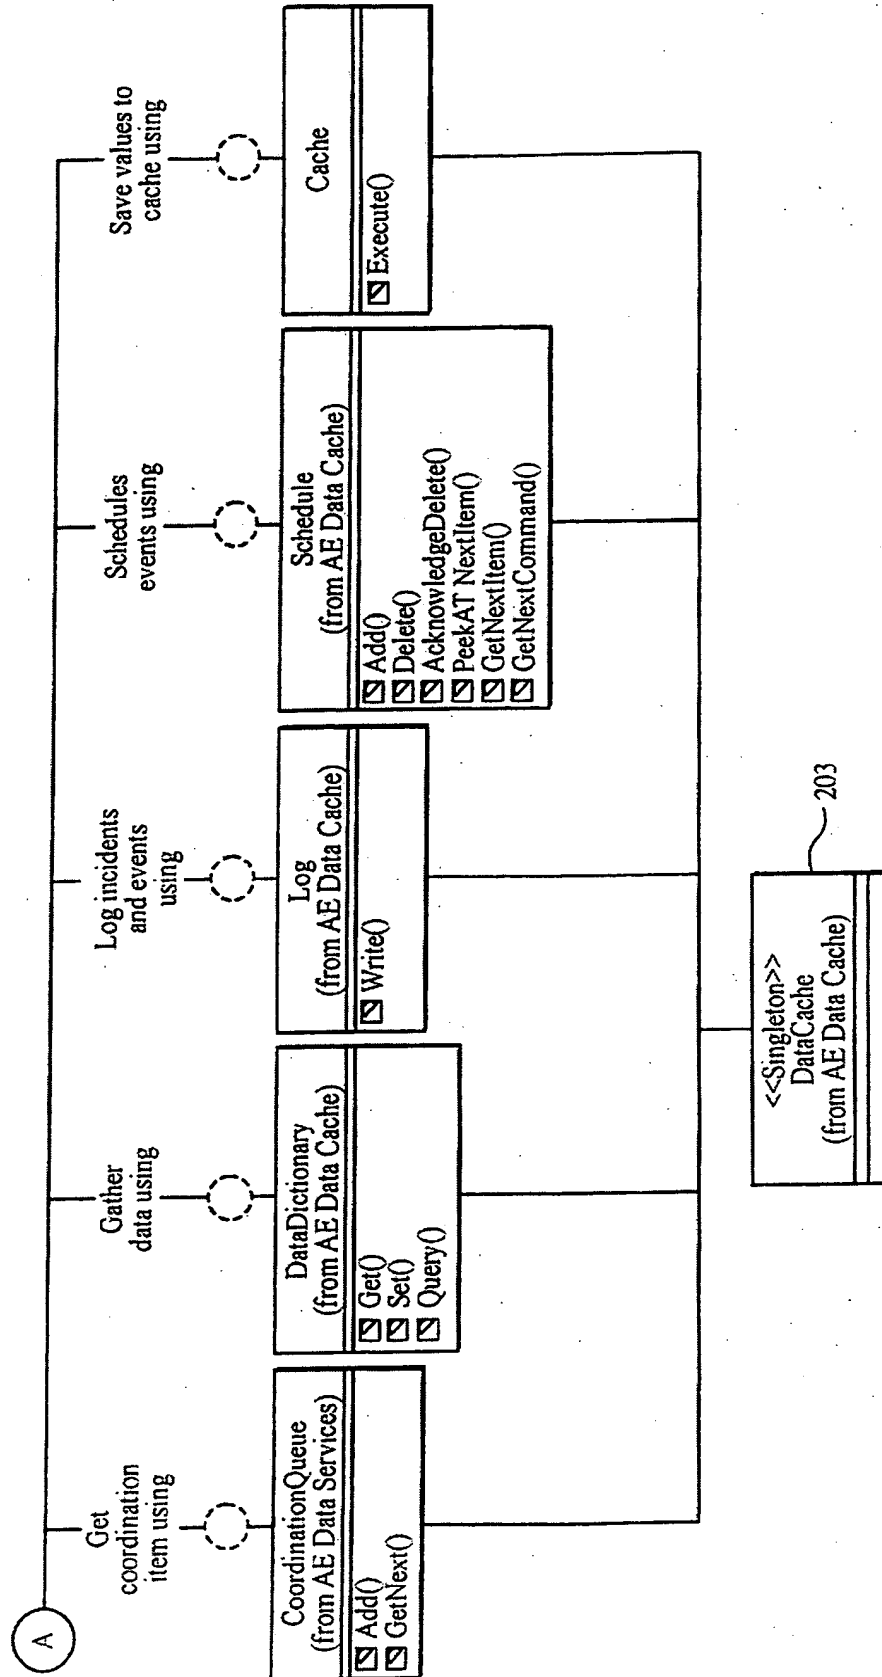 A
Get
coordination
item using
CoordinationQueue
(from AE Data Services)
Add()
GetNext()
Gather
data using
DataDictionary
(from AE Data Cache)
Get()
Set()
Query()
Log incidents
and events
using
Log
(from AE Data Cache)
Write()
Schedules
events using
Schedule
(from AE Data Cache)
Add()
Delete()
AcknowledgeDelete()
PeekAT NextItem()
GetNextItem()
GetNextCommand()
Save values to
cache using
Cache
Execute()
<<Singleton>>
DataCache
(from AE Data Cache)
203